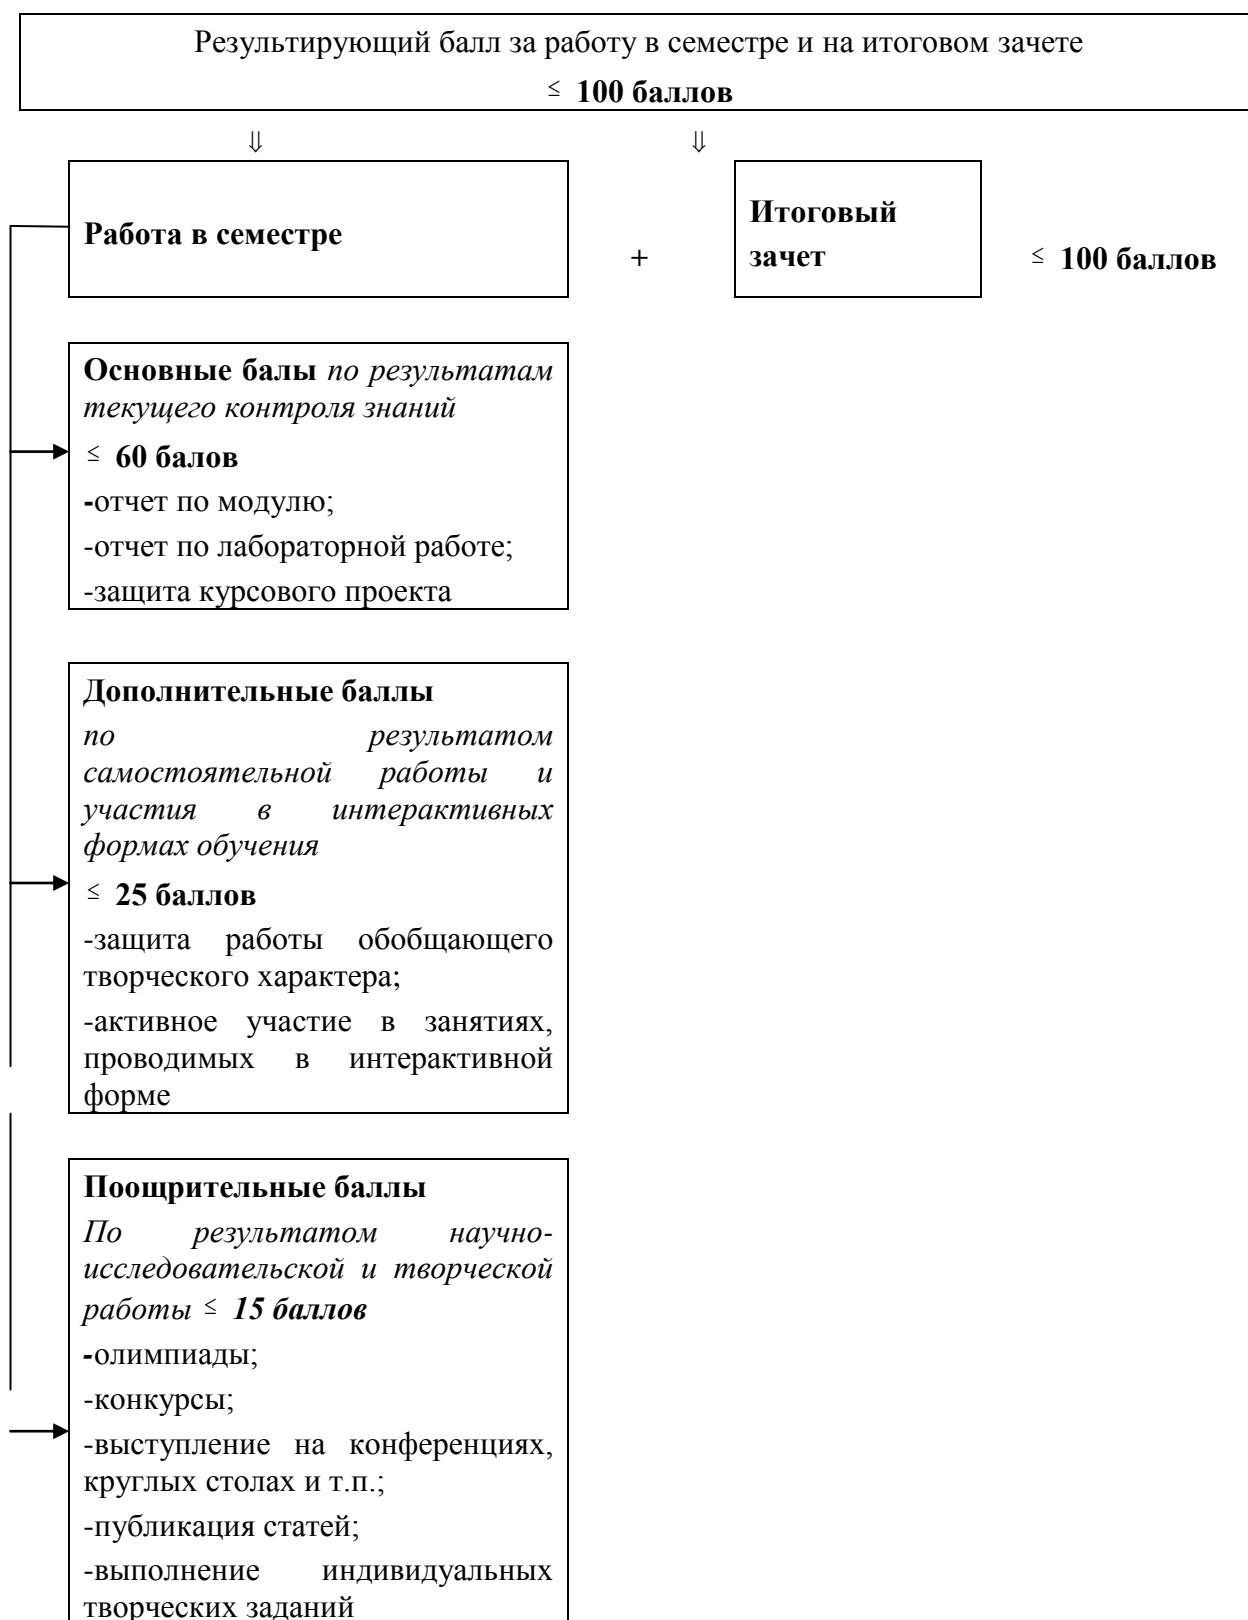 Результирующий балл за работу в семестре и на итоговом зачете
≤ 100 баллов
⇓ ⇓
Работа в семестре
+
Итоговый
зачет
≤ 100 баллов
Основные балы по результатам
текущего контроля знаний
≤ 60 балов
-отчет по модулю;
-отчет по лабораторной работе;
-защита курсового проекта
Дополнительные баллы
по результатом
самостоятельной работы и
участия в интерактивных
формах обучения
≤ 25 баллов
-защита работы обобщающего
творческого характера;
-активное участие в занятиях,
проводимых в интерактивной
форме
Поощрительные баллы
По результатом научно-
исследовательской и творческой
работы ≤ 15 баллов
-олимпиады;
-конкурсы;
-выступление на конференциях,
круглых столах и т.п.;
-публикация статей;
-выполнение индивидуальных
творческих заданий